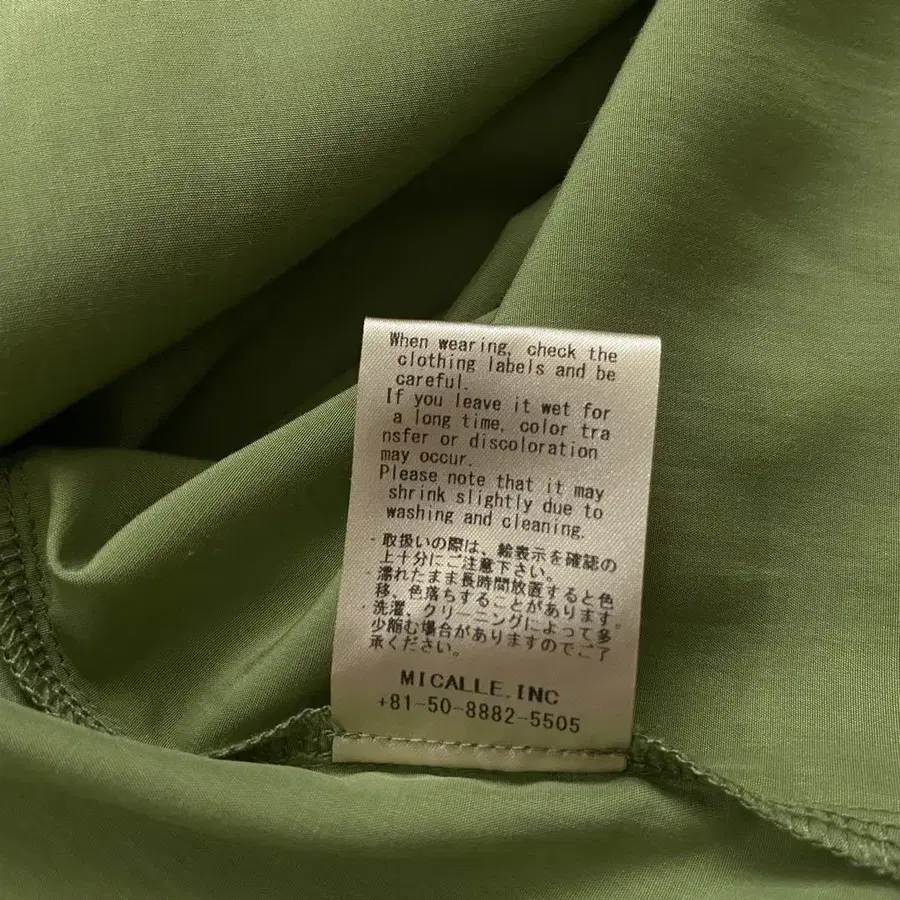 When wearing, check the
clothing labels and be
careful.
If you leave it wet for
a long time, color tra
nsfer or discoloration
may occur.
Please note that it may
shrink slightly due to
washing and cleaning.
・取扱いの際は、絵表示を確認の
上十分にご注意下さい。
・濡れたまま長時間放置すると色
移、色落ちすることがあります。
・洗濯、クリーニングによって多
少縮む場合がありますのでご了
承ください。
MICALLE.INC
+81-50-8882-5505